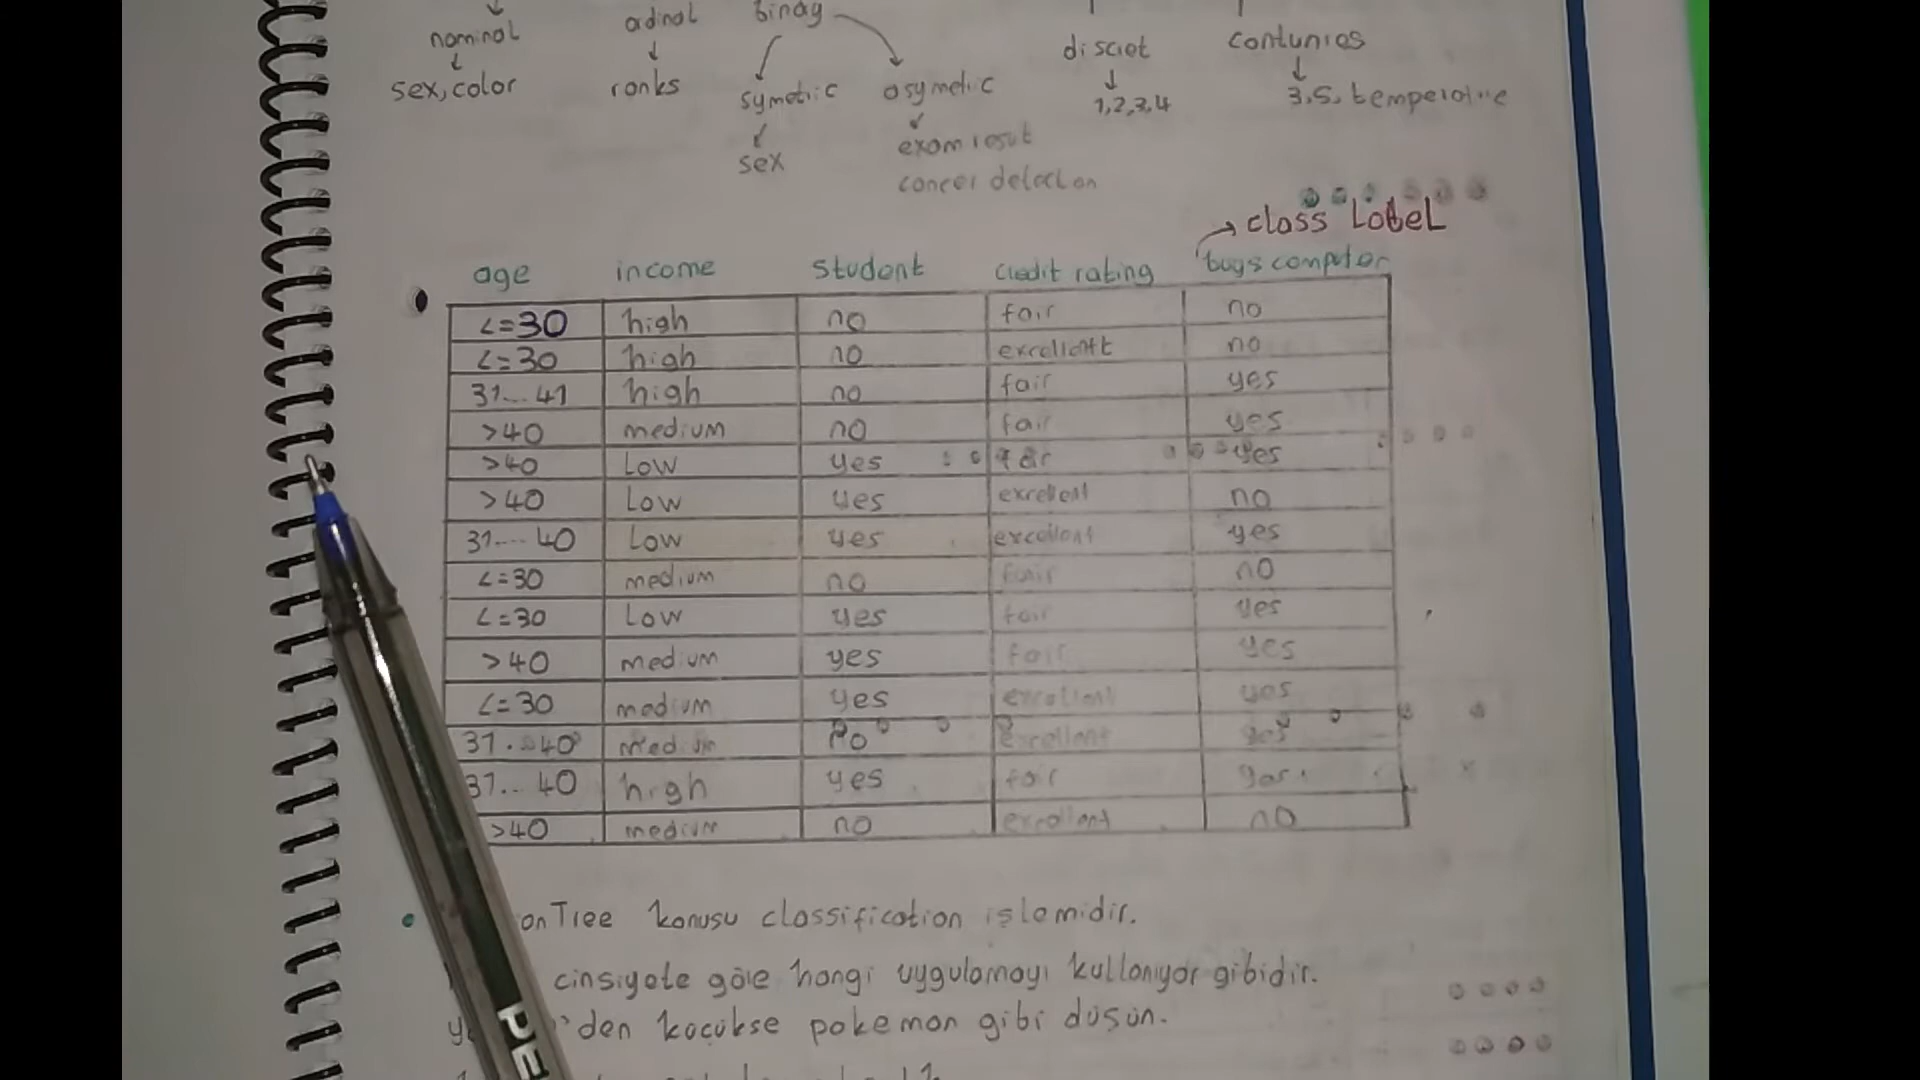 nominal ordinal binay disciet contunios
sex, color ranks symetric asymetric 1,2,3,4 3,5, temperature
sex exam result
cancer detection
class Label
age income student credit rating buys computer
<=30 high no fair no
<=30 high no excellent no
31...41 high no fair yes
>40 medium no fair yes
>40 Low yes fair yes
>40 Low yes excellent no
31....40 Low yes excellent yes
<=30 medium no fair no
<=30 Low yes fair yes
>40 medium yes fair yes
<=30 medium yes excellent yes
31..40 medium no excellent yes
31...40 high yes fair yes
>40 medium no excellent no
on Tree konusu classification işlemidir.
cinsiyete göre hangi uygulamayı kullanıyor gibidir.
'den küçükse pokemon gibi düşün.